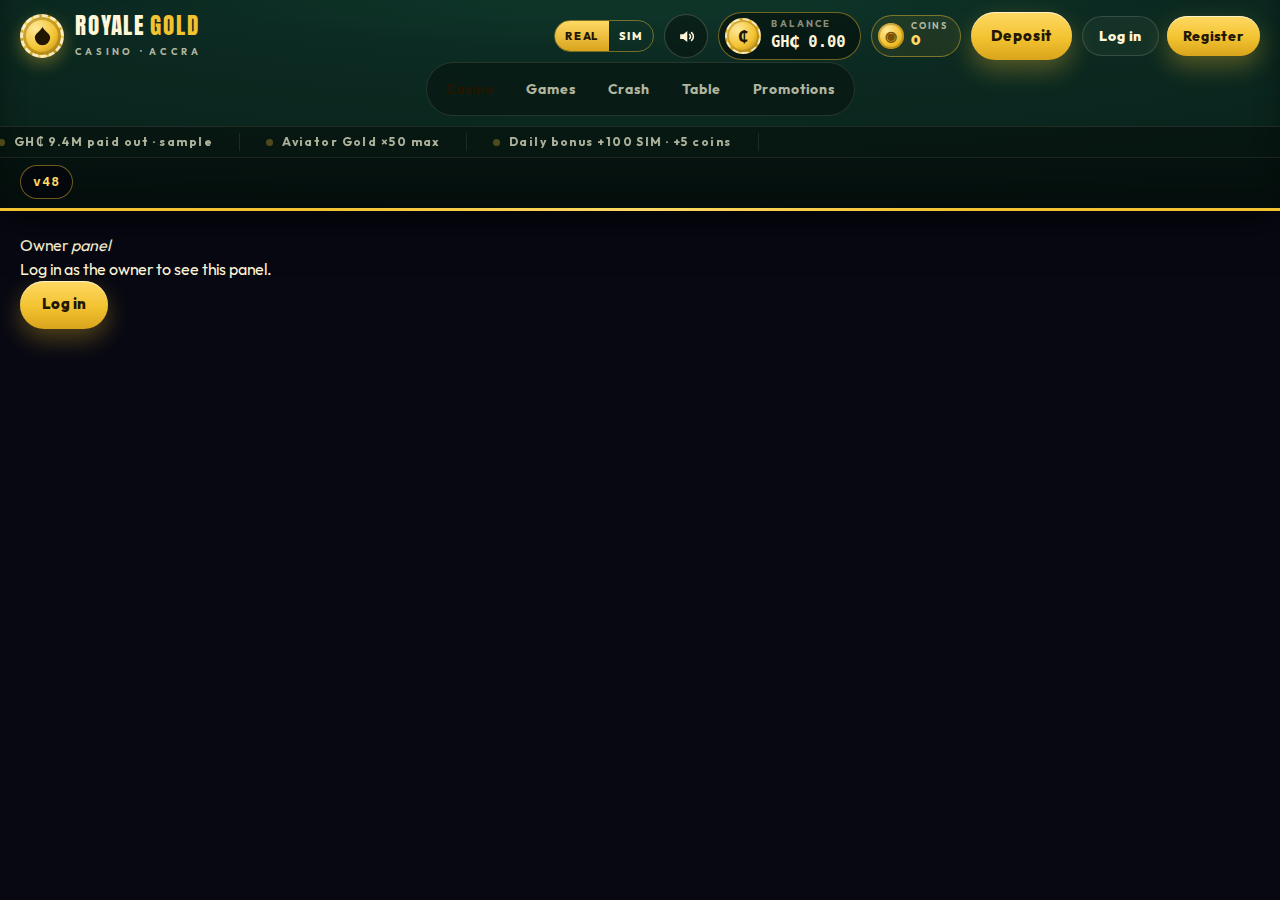 ROYALE GOLD
CASINO · ACCRA
REAL SIM
BALANCE
GH₵ 0.00
COINS
0
Deposit
Log in
Register
Casino Games Crash Table Promotions
GH₵ 9.4M paid out · sample
Aviator Gold ×50 max
Daily bonus +100 SIM · +5 coins
v48
Owner panel
Log in as the owner to see this panel.
Log in